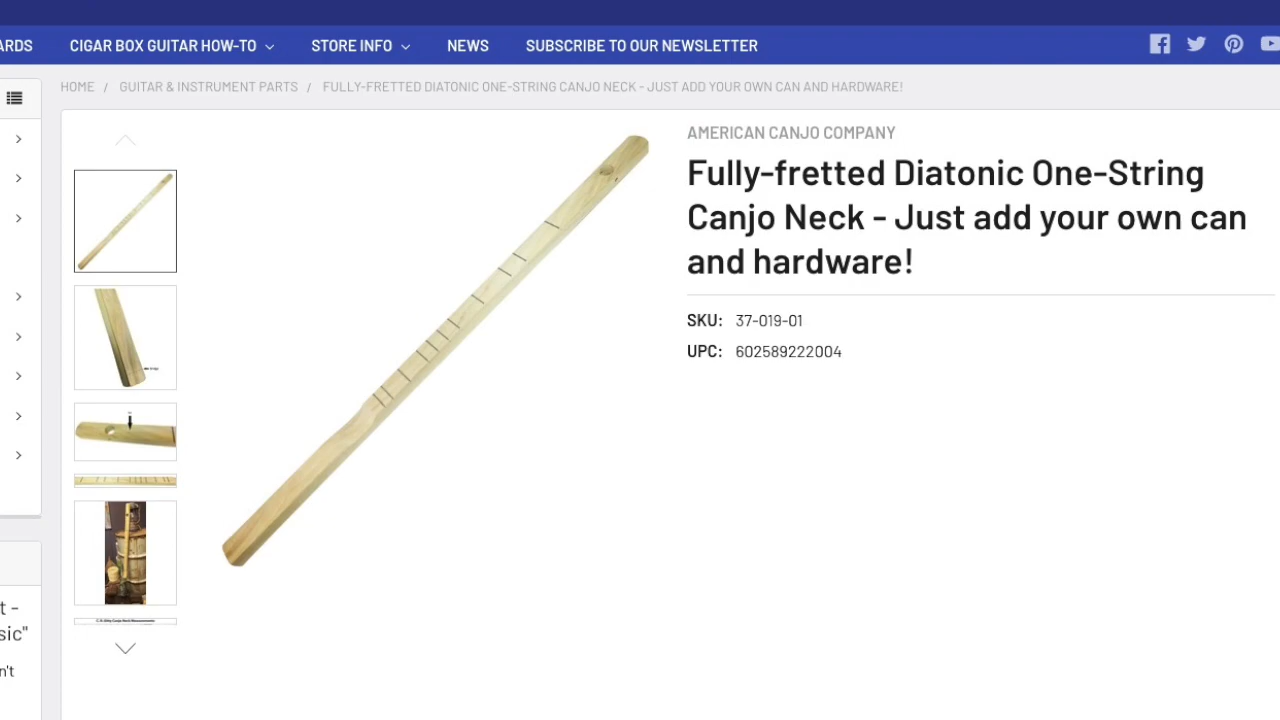 ARDS
CIGAR BOX GUITAR HOW-TO
STORE INFO
NEWS
SUBSCRIBE TO OUR NEWSLETTER
HOME / GUITAR & INSTRUMENT PARTS / FULLY-FRETTED DIATONIC ONE-STRING CANJO NECK - JUST ADD YOUR OWN CAN AND HARDWARE!
AMERICAN CANJO COMPANY
Fully-fretted Diatonic One-String
Canjo Neck - Just add your own can
and hardware!
SKU: 37-019-01
UPC: 602589222004
t -
sic"
n't